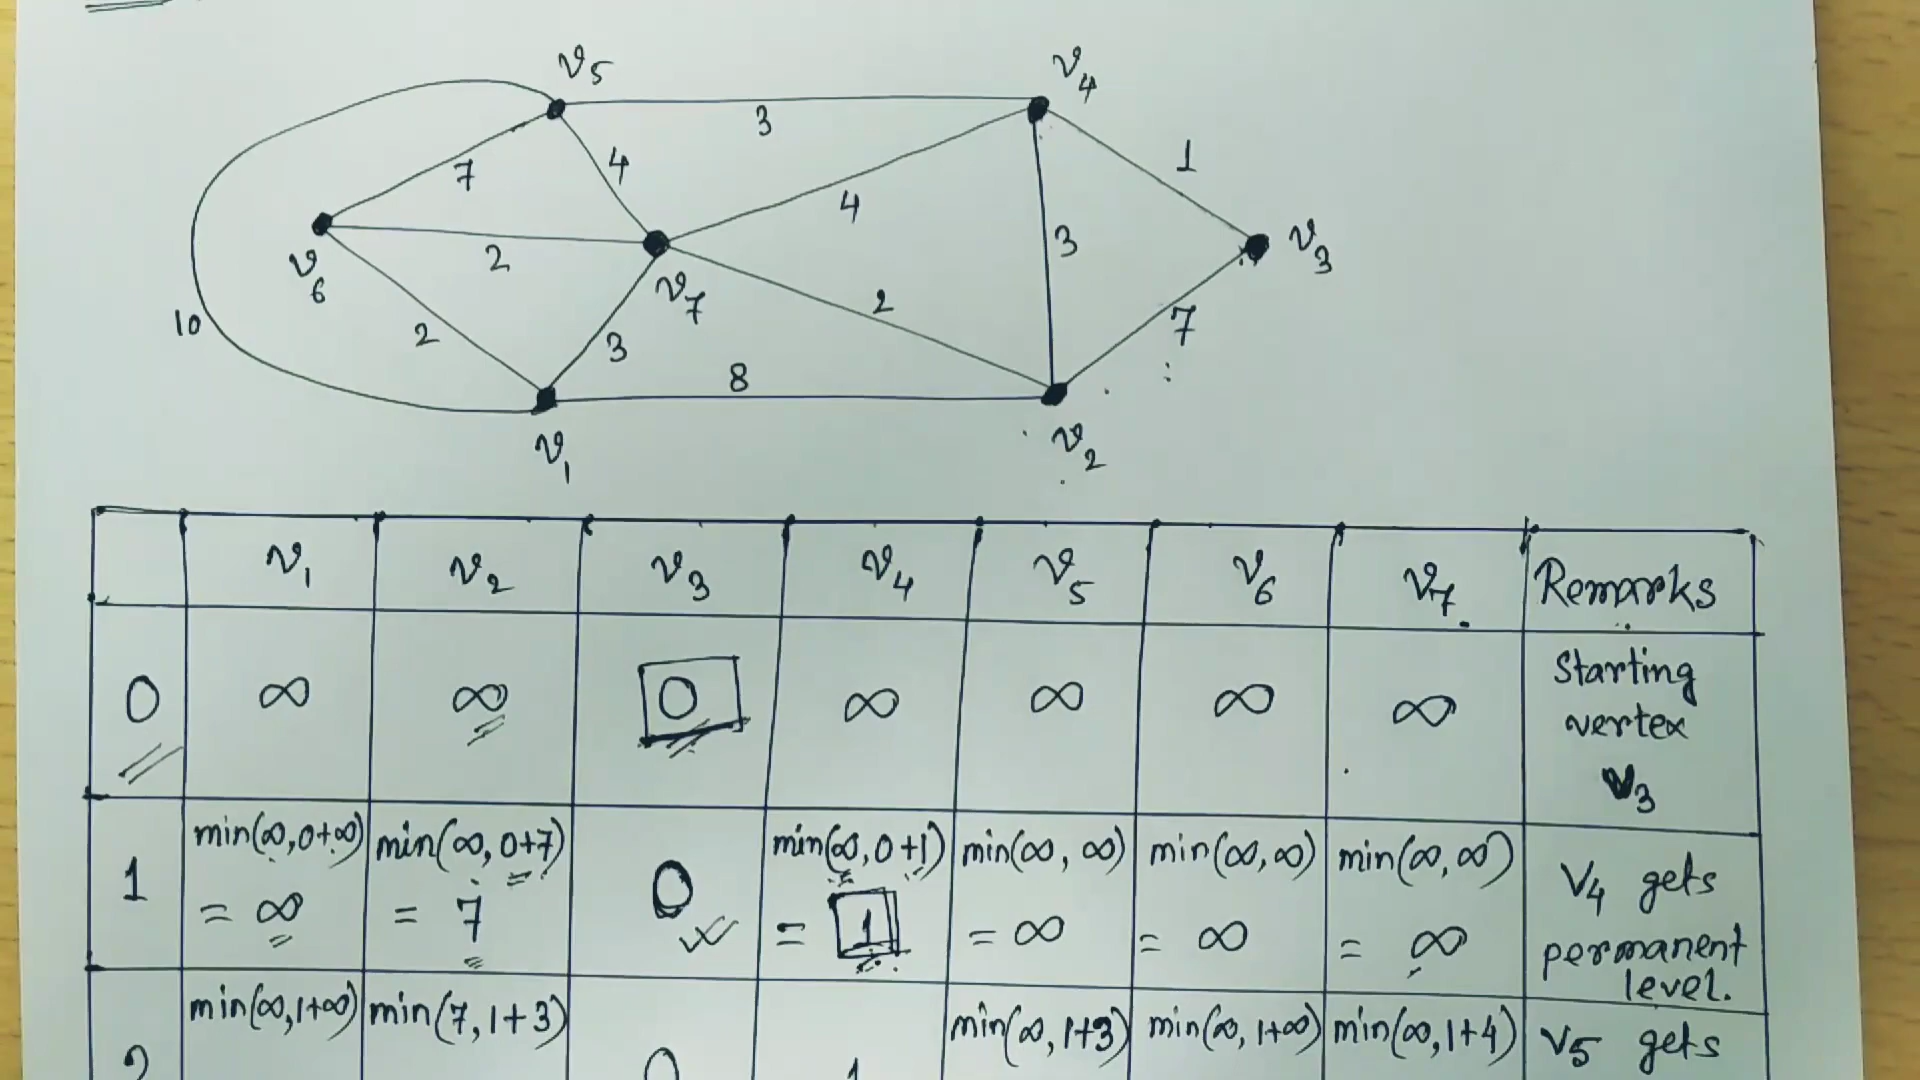 v5 v4
3
7 4 1
4
v6 2 v7 3 v3
2
10 2 3 7
8
v1 v2
v1 v2 v3 v4 v5 v6 v7 Remarks
0 ∞ ∞ 0 ∞ ∞ ∞ ∞ Starting
vertex
v3
min(∞,0+∞) min(∞,0+7) min(∞,0+1) min(∞,∞) min(∞,∞) min(∞,∞)
1 = ∞ = 7 0 = 1 = ∞ = ∞ = ∞ V4 gets
permanent
level.
min(∞,1+∞) min(7,1+3) min(∞,1+3) min(∞,1+∞) min(∞,1+4) V5 gets
2 0 1